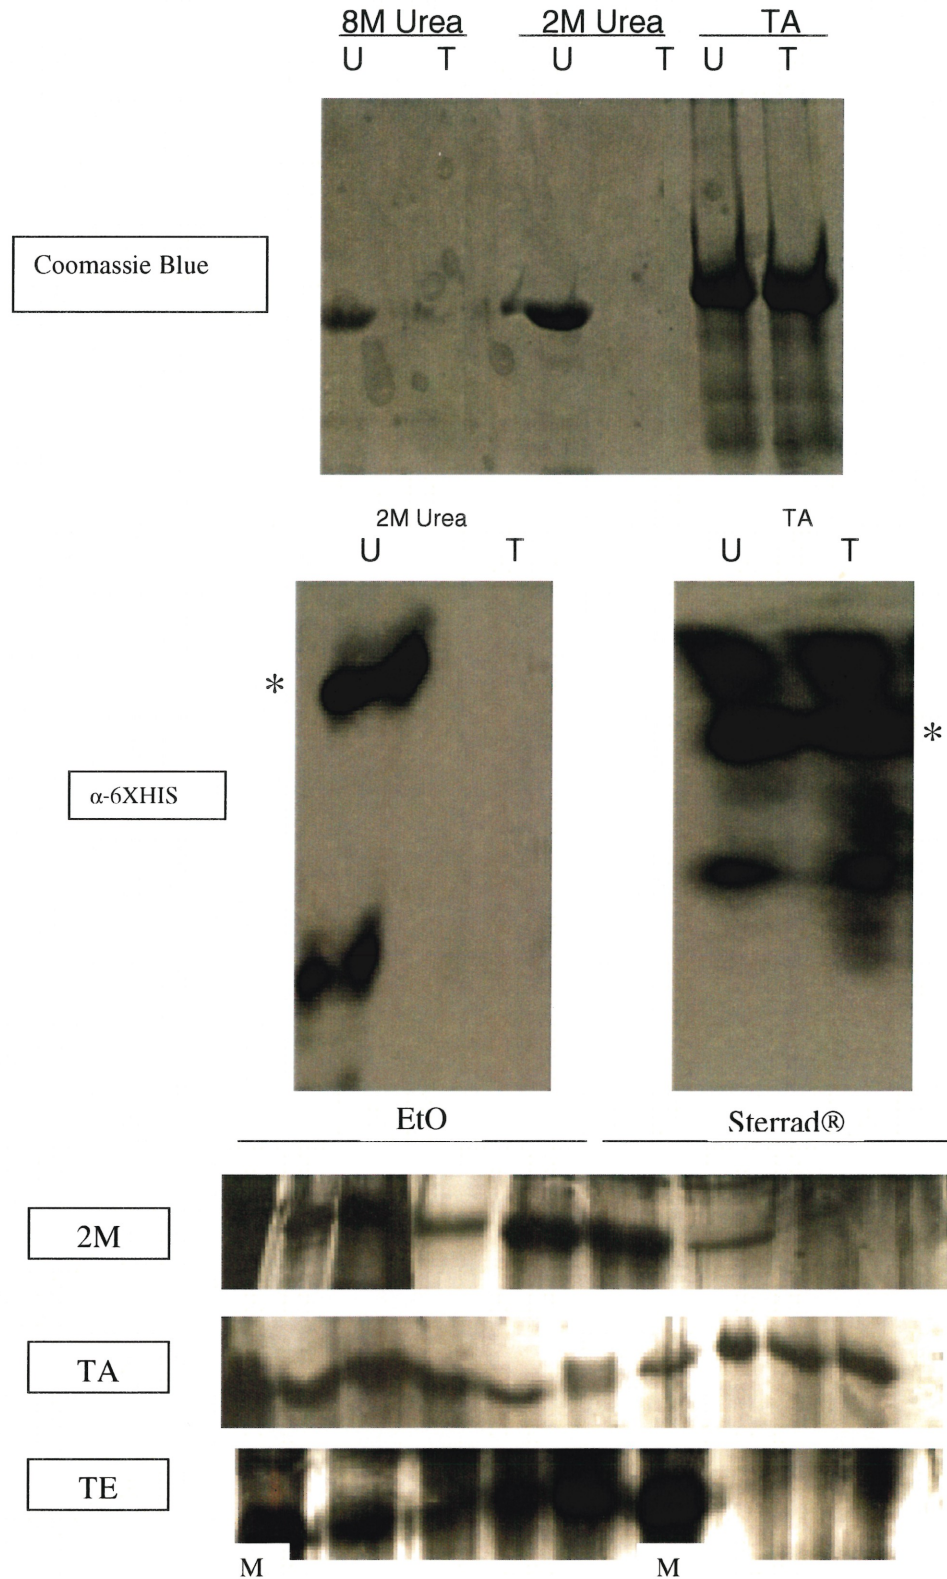 8M Urea 2M Urea TA
U T U T U T
Coomassie Blue
2M Urea TA
U T U T
*
*
α-6XHIS
EtO Sterrad®
2M
TA
TE
M M